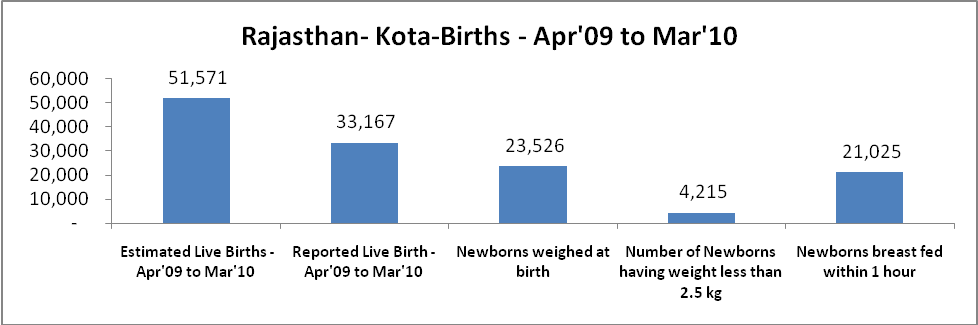 Rajasthan- Kota-Births - Apr'09 to Mar'10
60,000
50,000
40,000
30,000
20,000
10,000
-
51,571
33,167
23,526
4,215
21,025
Estimated Live Births -
Apr'09 to Mar'10
Reported Live Birth -
Apr'09 to Mar'10
Newborns weighed at
birth
Number of Newborns
having weight less than
2.5 kg
Newborns breast fed
within 1 hour